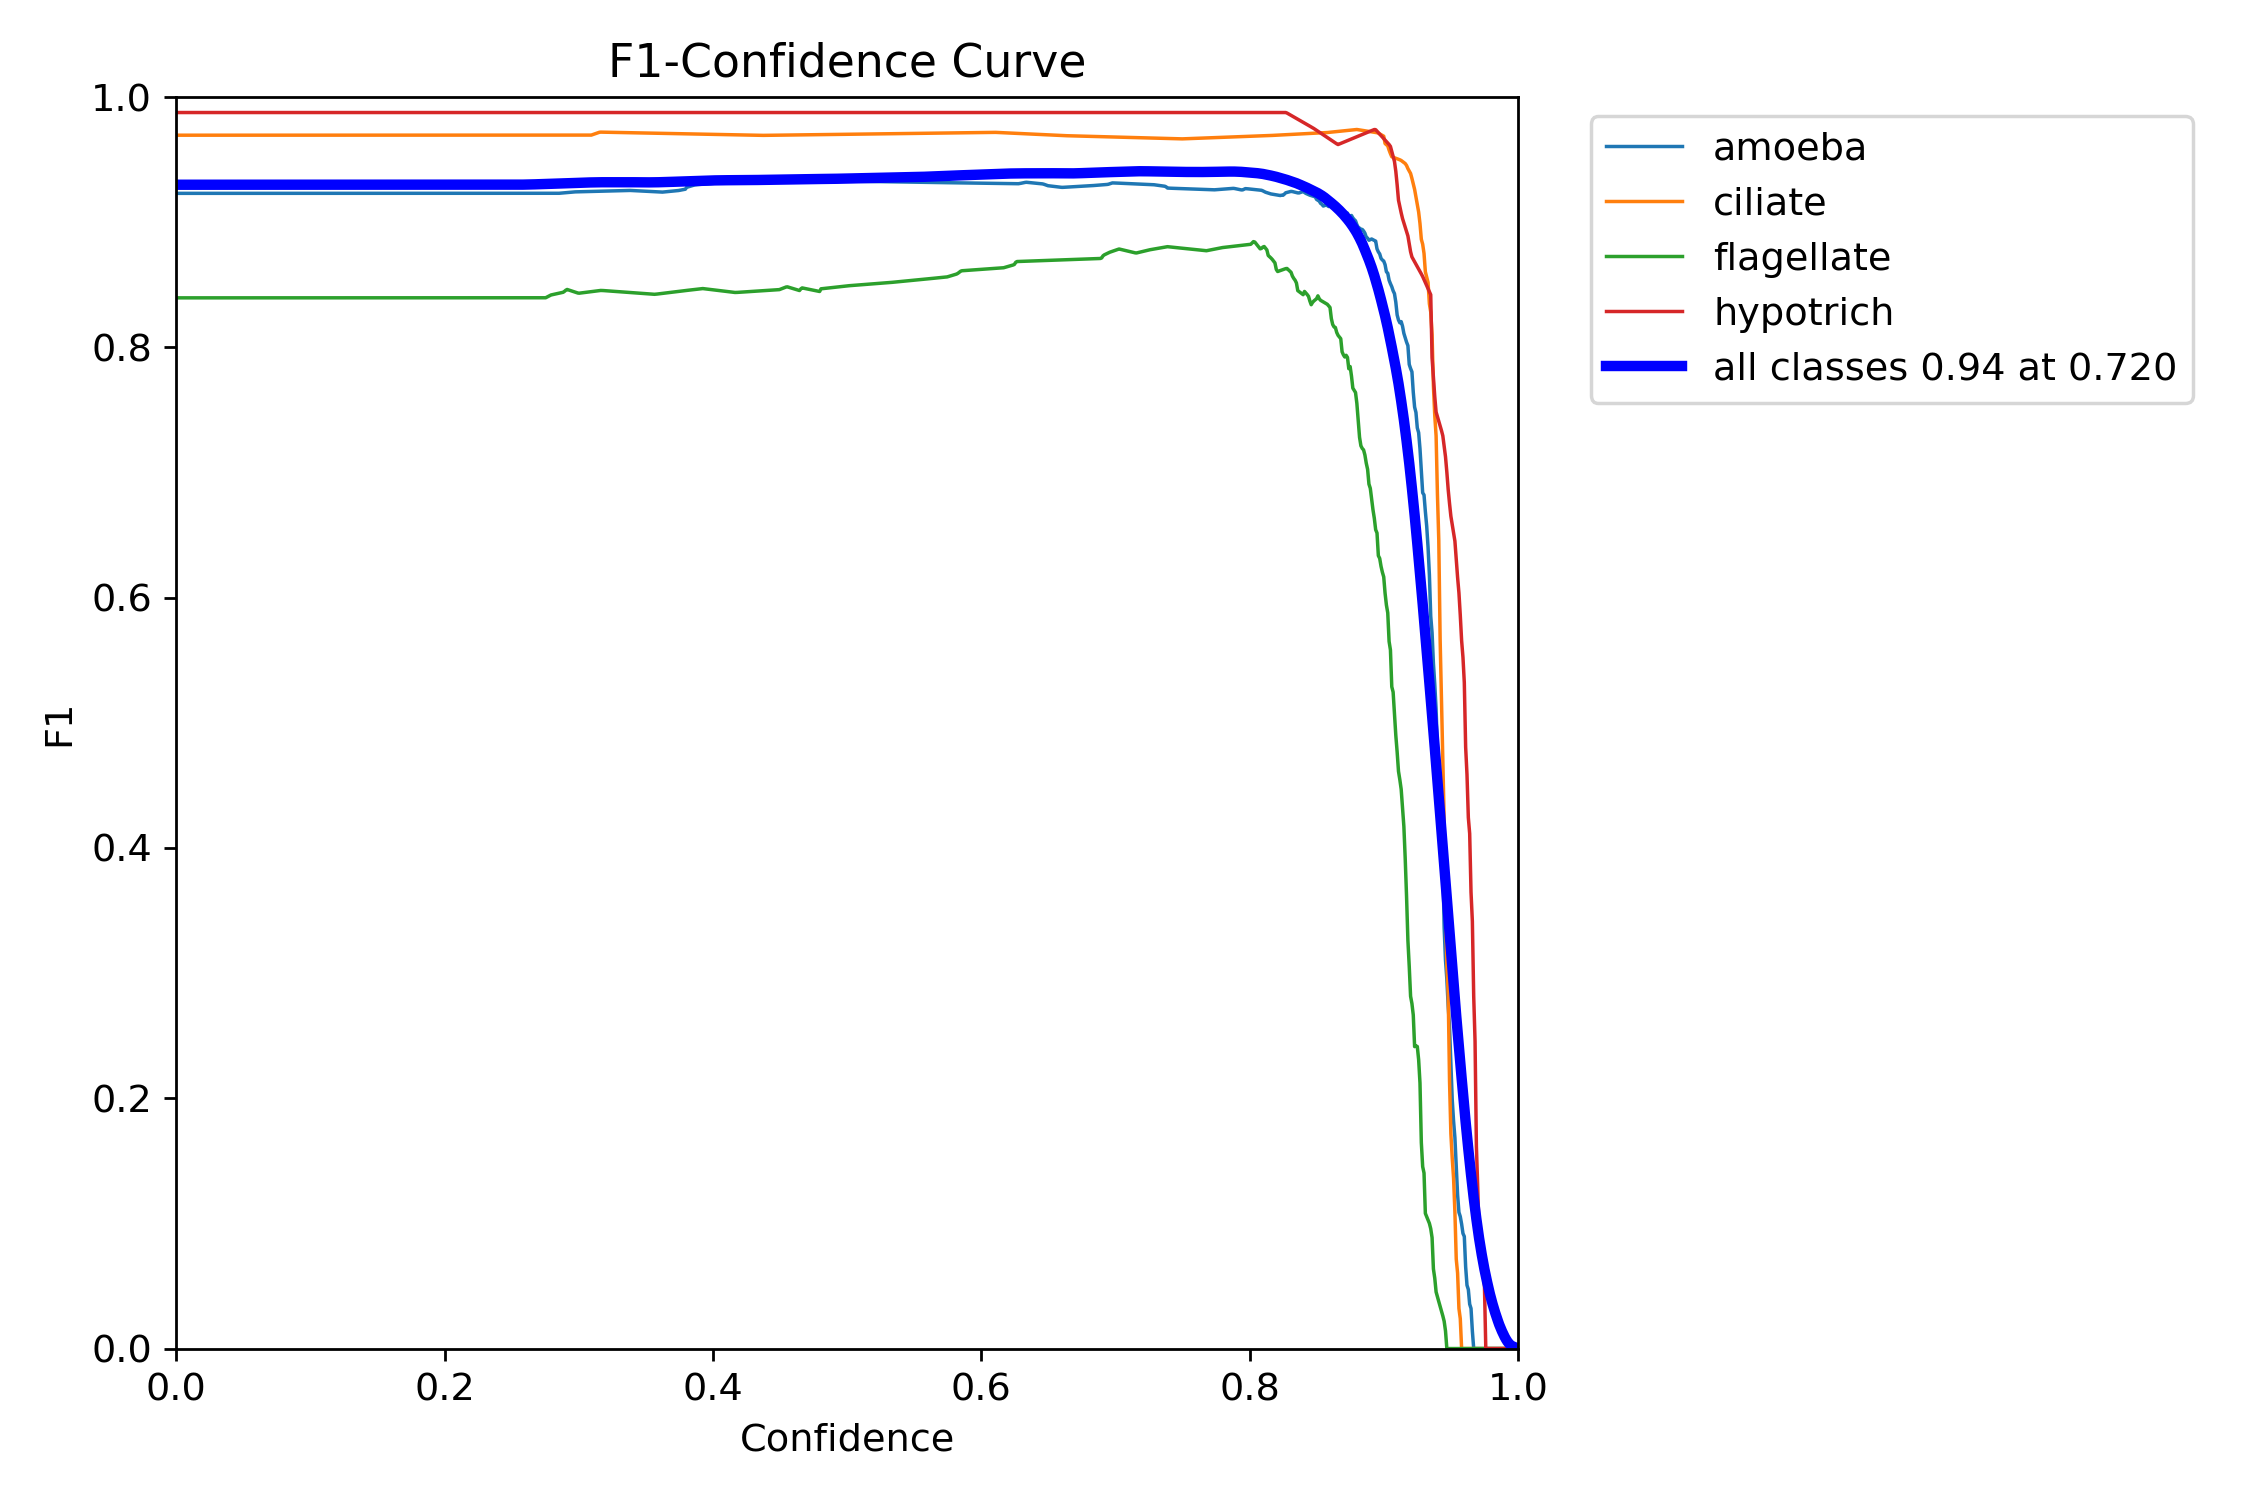 F1-Confidence Curve
1.0
0.8
0.6
0.4
0.2
0.0
F1
0.0 0.2 0.4 0.6 0.8 1.0
Confidence
amoeba
ciliate
flagellate
hypotrich
all classes 0.94 at 0.720